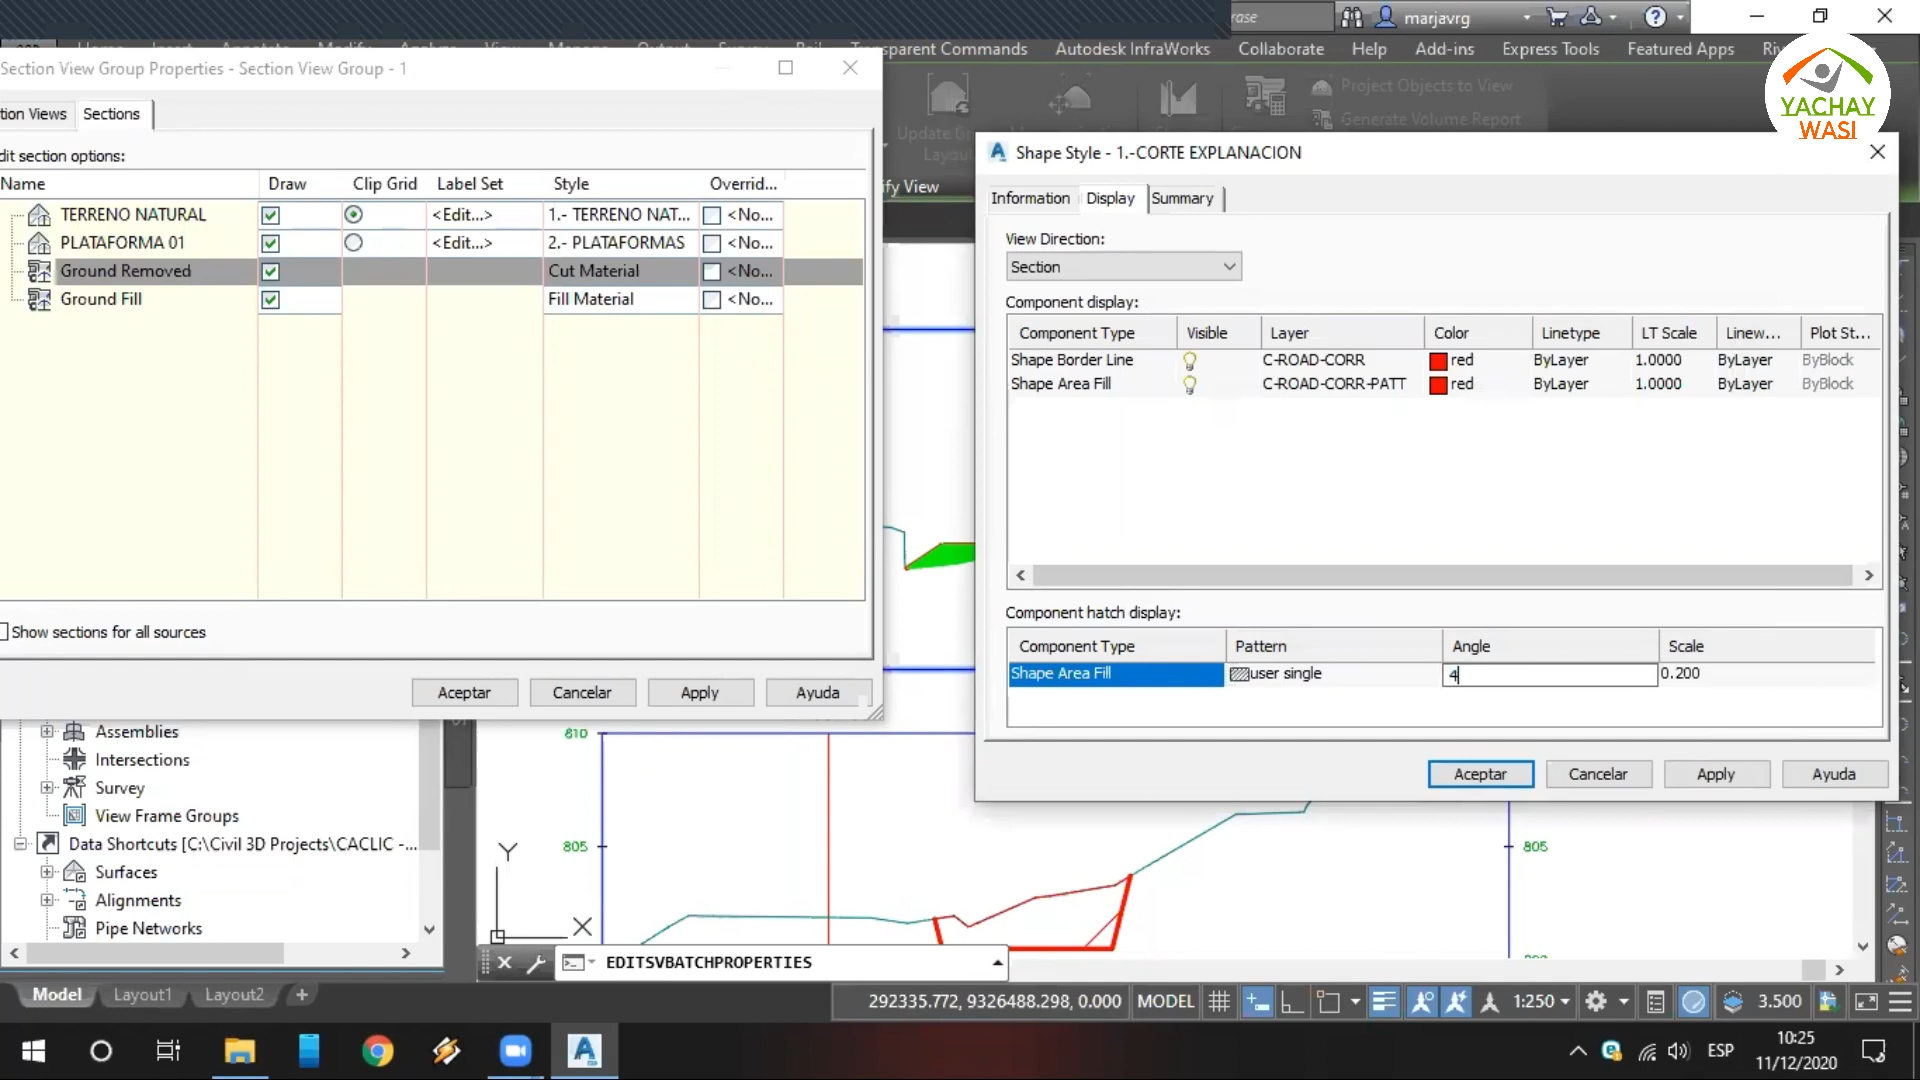 rase
marjavrg
Transparent Commands
Autodesk InfraWorks
Collaborate
Help
Add-ins
Express Tools
Featured Apps
Project Objects to View
Generate Volume Report
YACHAY
WASI
Section View Group Properties - Section View Group - 1
tion Views
Sections
dit section options:
Name Draw Clip Grid Label Set Style Overrid...
TERRENO NATURAL <Edit...> 1.- TERRENO NAT... <No...
PLATAFORMA 01 <Edit...> 2.- PLATAFORMAS <No...
Ground Removed Cut Material <No...
Ground Fill Fill Material <No...
Show sections for all sources
Aceptar Cancelar Apply Ayuda
ify View
Shape Style - 1.-CORTE EXPLANACION
Information Display Summary
View Direction:
Section
Component display:
Component Type Visible Layer Color Linetype LT Scale Linew... Plot St...
Shape Border Line C-ROAD-CORR red ByLayer 1.0000 ByLayer ByBlock
Shape Area Fill C-ROAD-CORR-PATT red ByLayer 1.0000 ByLayer ByBlock
Component hatch display:
Component Type Pattern Angle Scale
Shape Area Fill user single 4 0.200
Aceptar Cancelar Apply Ayuda
Assemblies
Intersections
Survey
View Frame Groups
Data Shortcuts [C:\Civil 3D Projects\CACLIC -...
Surfaces
Alignments
Pipe Networks
810
805
805
Y
X
EDITSVBATCHPROPERTIES
Model Layout1 Layout2 +
292335.772, 9326488.298, 0.000 MODEL 1:250 3.500
ESP
10:25
11/12/2020